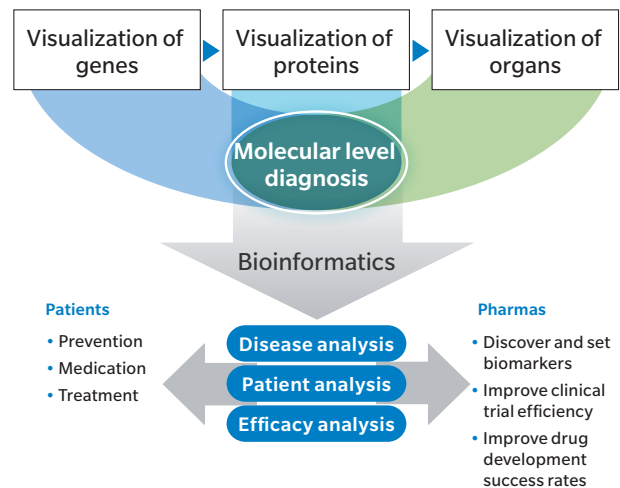 Visualization of
genes
Visualization of
proteins
Visualization of
organs
Molecular level
diagnosis
Bioinformatics
Patients
• Prevention
• Medication
• Treatment
Disease analysis
Patient analysis
Efficacy analysis
Pharmas
• Discover and set
biomarkers
• Improve clinical
trial efficiency
• Improve drug
development
success rates